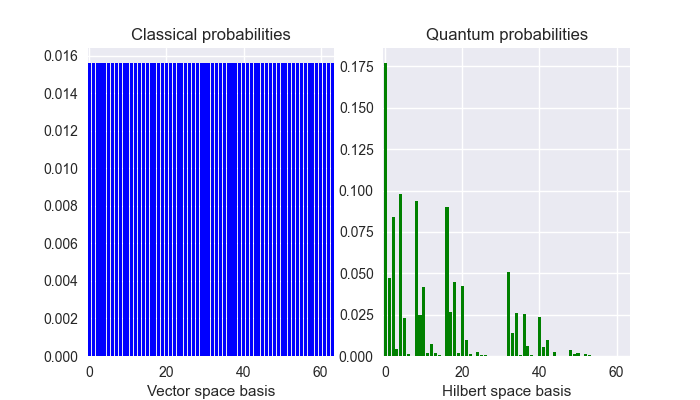 Classical probabilities
0.016
0.014
0.012
0.010
0.008
0.006
0.004
0.002
0.000
0 20 40 60
Vector space basis
Quantum probabilities
0.175
0.150
0.125
0.100
0.075
0.050
0.025
0.000
0 20 40 60
Hilbert space basis